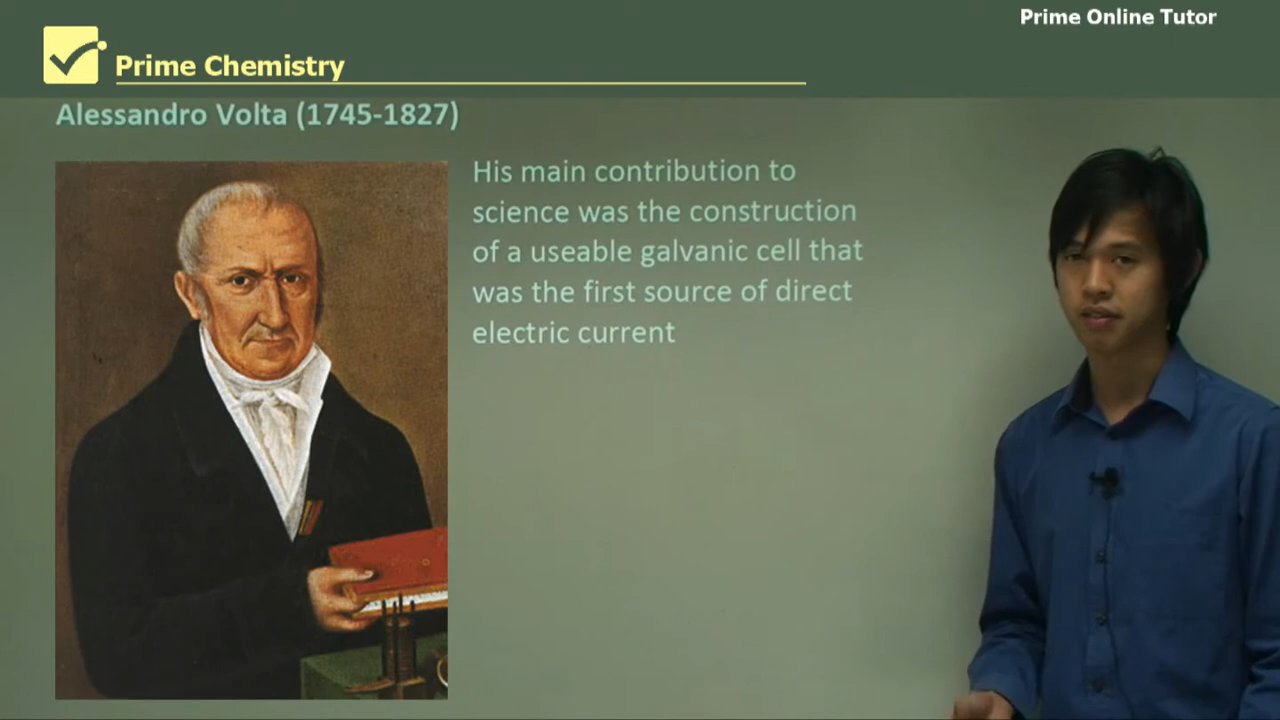 Prime Online Tutor
Prime Chemistry
Alessandro Volta (1745-1827)
His main contribution to
science was the construction
of a useable galvanic cell that
was the first source of direct
electric current